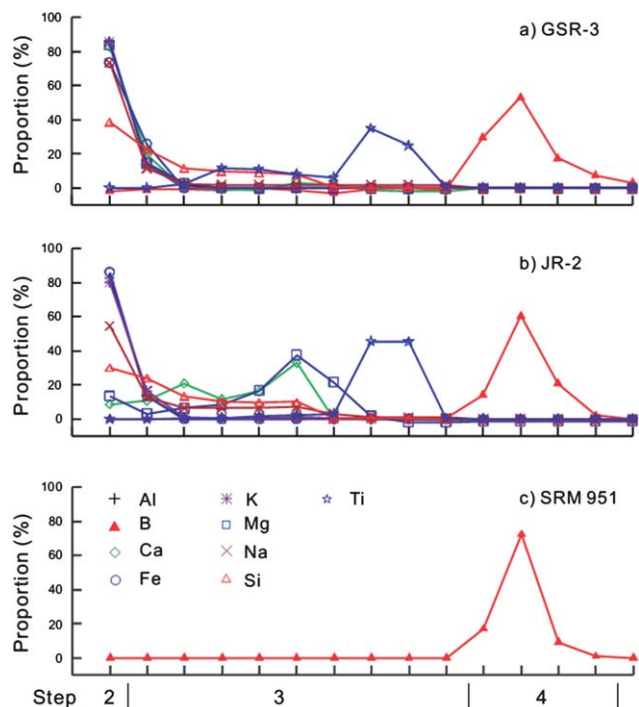 a) GSR-3
Proportion (%)
100
80
60
40
20
0
b) JR-2
Proportion (%)
100
80
60
40
20
0
c) SRM 951
Proportion (%)
100
80
60
40
20
0
Al K Ti
B Mg
Ca Na
Fe Si
Step 2 3 4